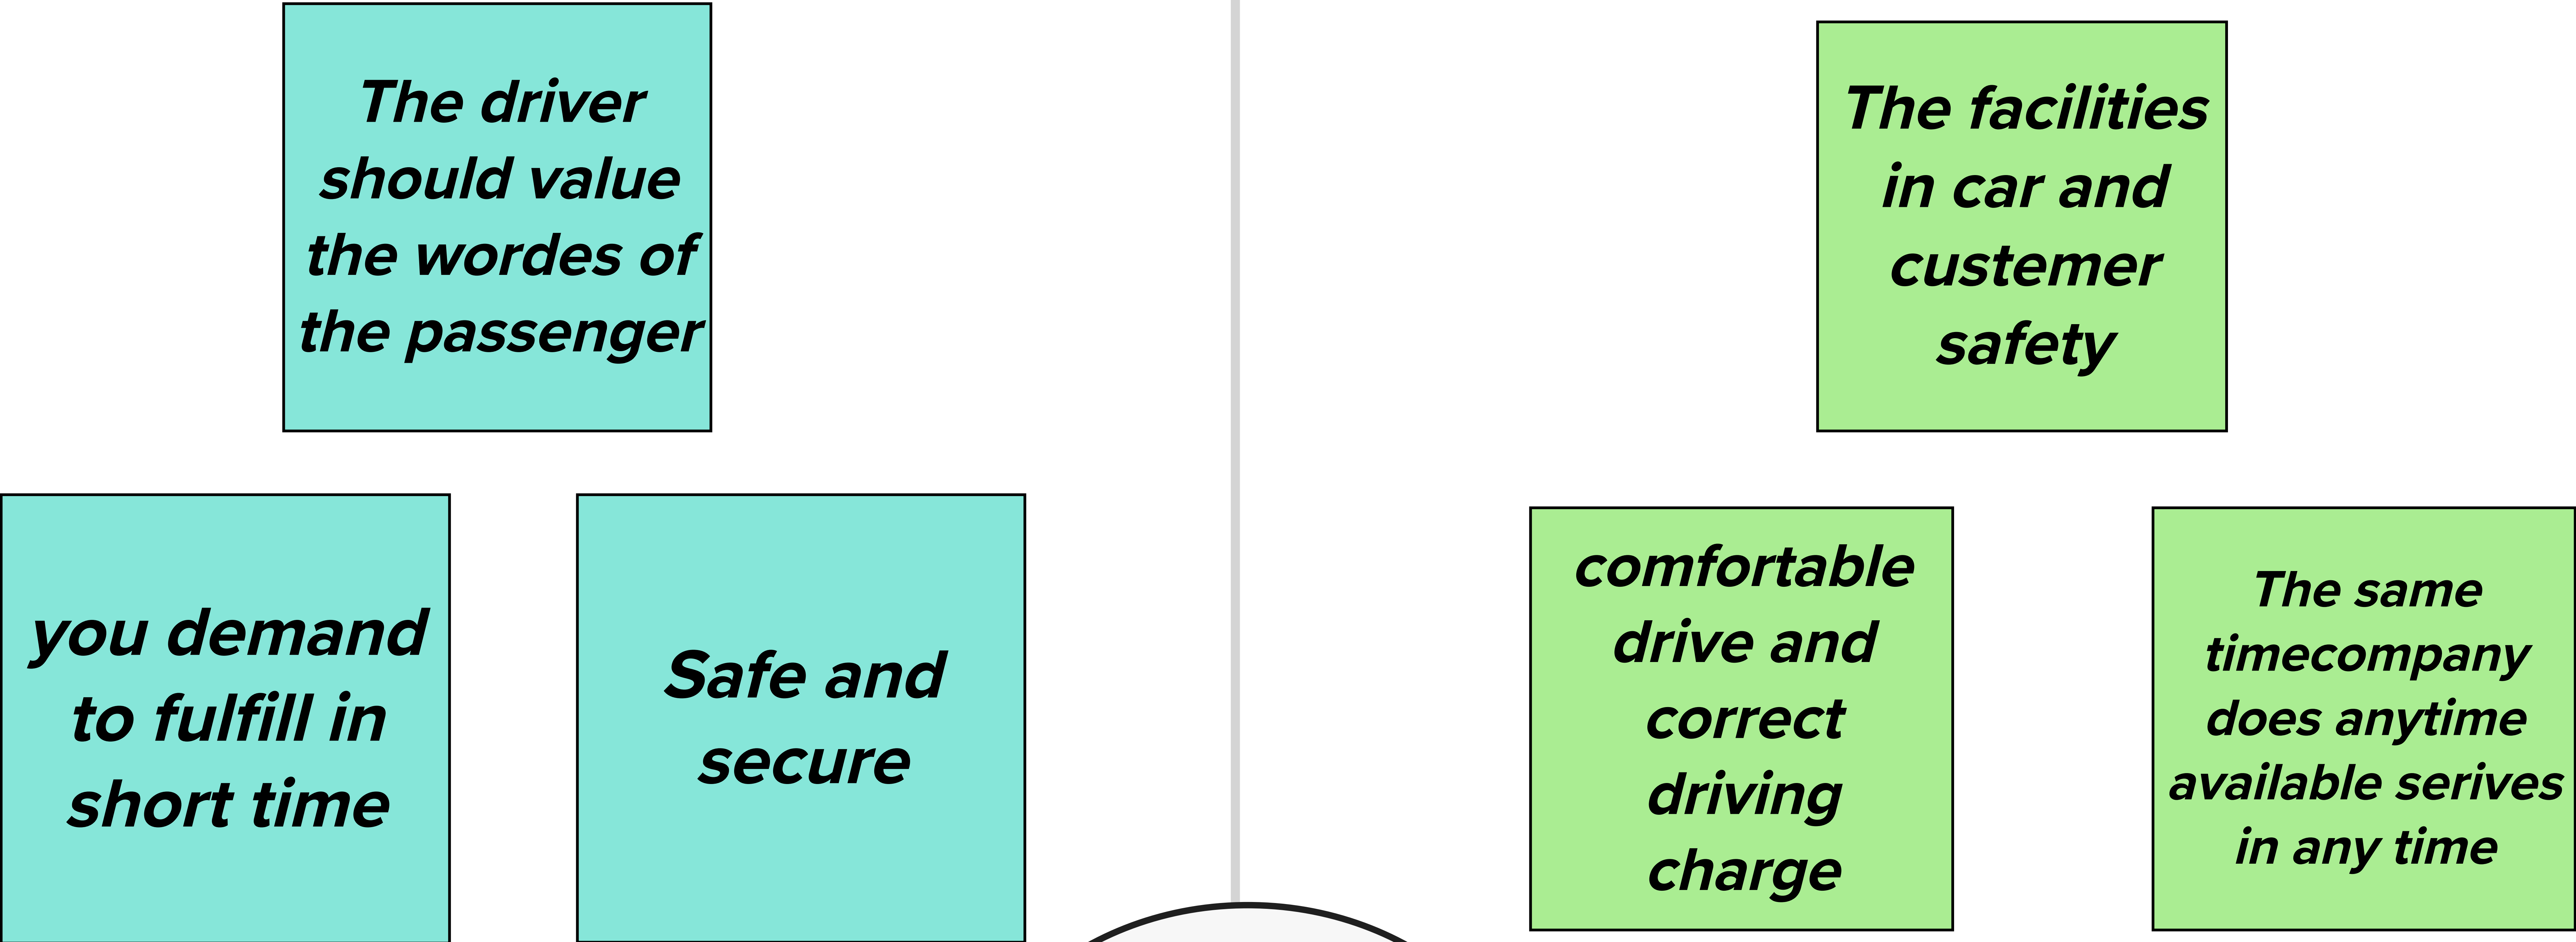 The driver
should value
the wordes of
the passenger
you demand
to fulfill in
short time
Safe and
secure
The facilities
in car and
custemer
safety
comfortable
drive and
correct
driving
charge
The same
timecompany
does anytime
available serives
in any time